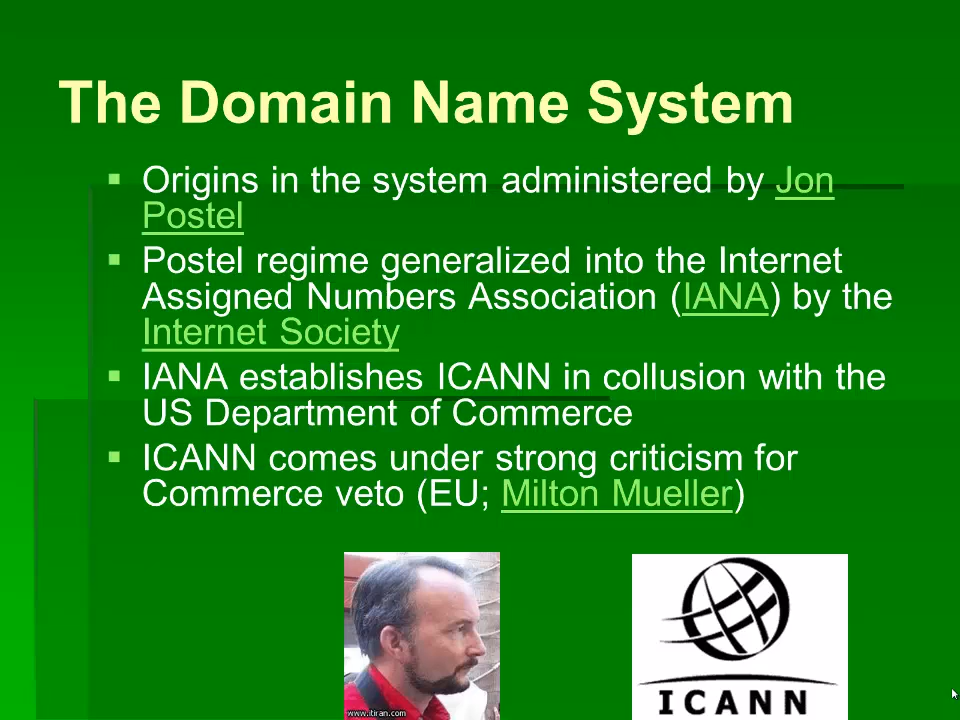 The Domain Name System
Origins in the system administered by Jon
Postel
Postel regime generalized into the Internet
Assigned Numbers Association (IANA) by the
Internet Society
IANA establishes ICANN in collusion with the
US Department of Commerce
ICANN comes under strong criticism for
Commerce veto (EU; Milton Mueller)
www.itiran.com
ICANN